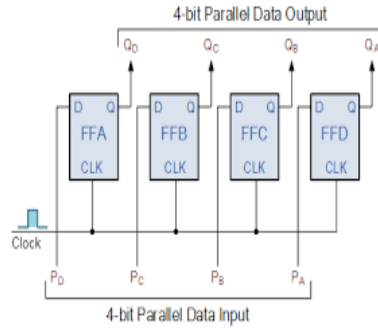 4-bit Parallel Data Output
QD QC QB QA
D Q D Q D Q D Q
FFA FFB FFC FFD
CLK CLK CLK CLK
Clock
PD PC PB PA
4-bit Parallel Data Input